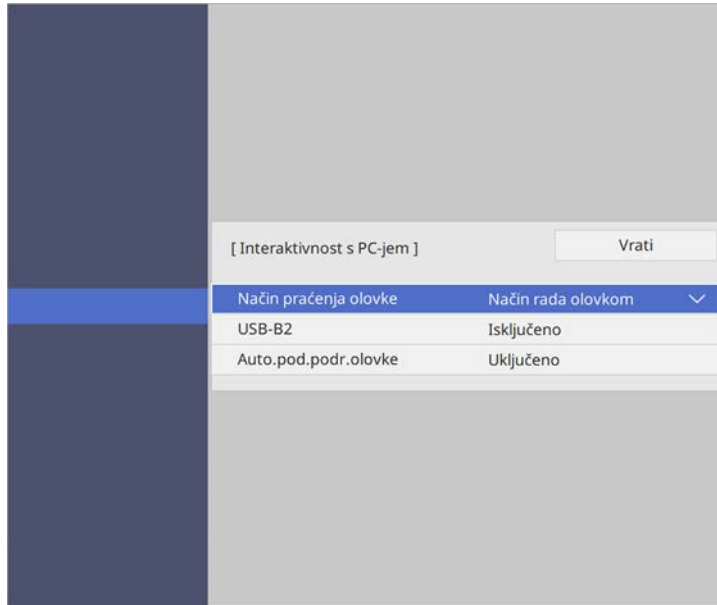 [ Interaktivnost s PC-jem ] Vrati
Način praćenja olovke Način rada olovkom
USB-B2 Isključeno
Auto.pod.podr.olovke Uključeno